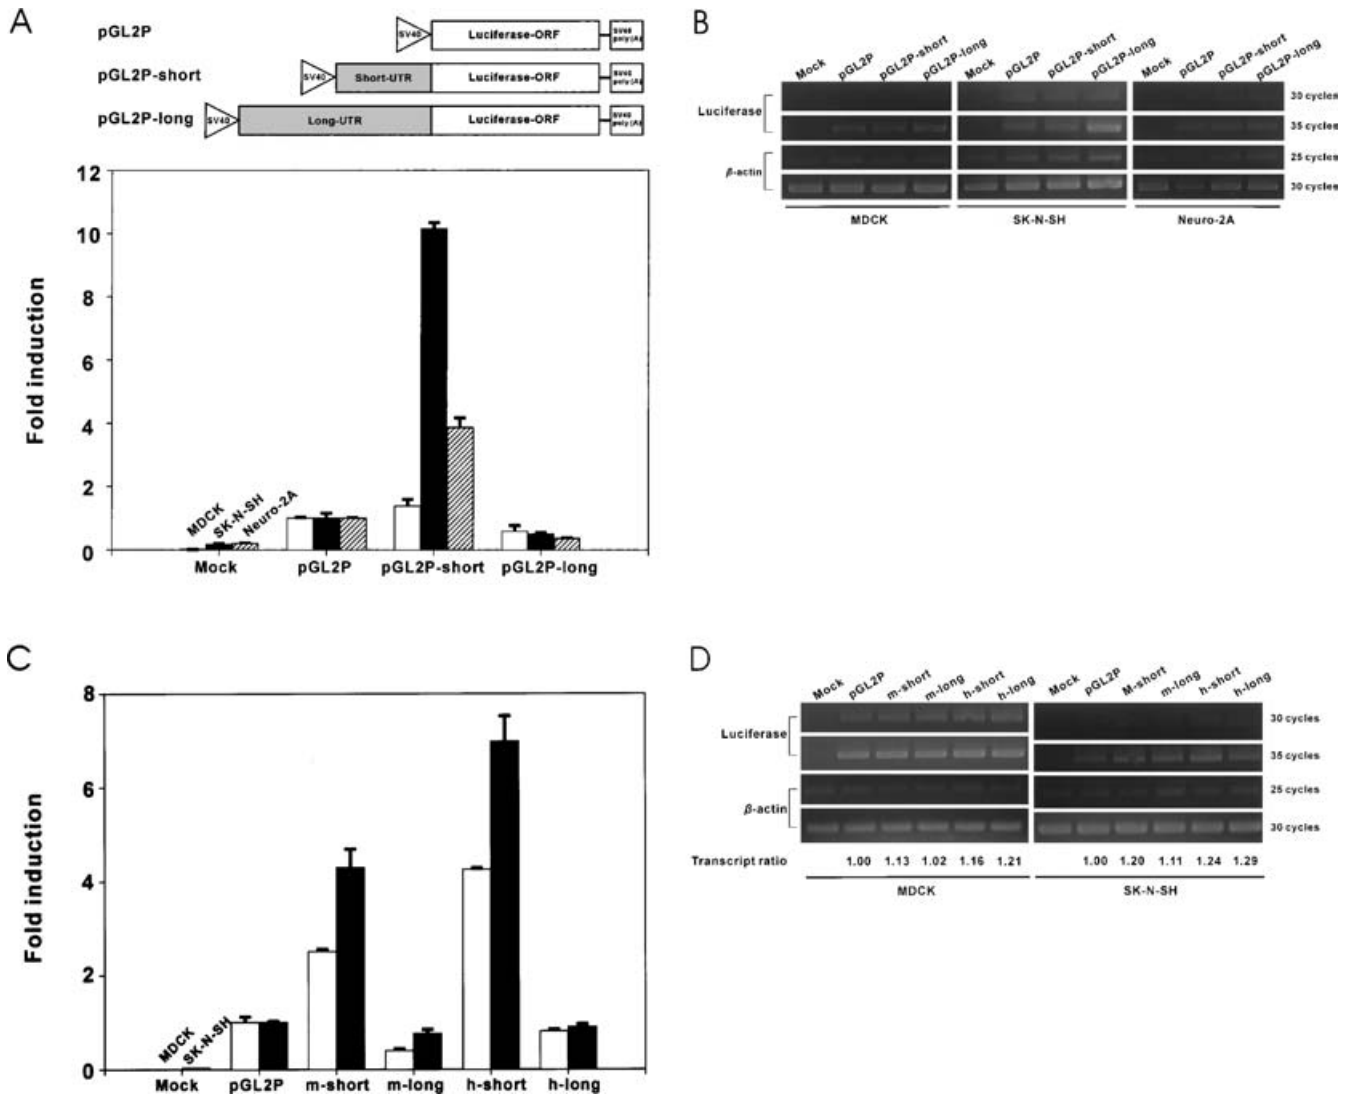 A
pGL2P
SV40
Luciferase-ORF
SV40 poly(A)
pGL2P-short
SV40
Short-UTR
Luciferase-ORF
SV40 poly(A)
pGL2P-long
SV40
Long-UTR
Luciferase-ORF
SV40 poly(A)
12
10
8
6
4
2
0
Fold induction
MDCK
SK-N-SH
Neuro-2A
Mock
pGL2P
pGL2P-short
pGL2P-long
B
Mock
pGL2P
pGL2P-short
pGL2P-long
Mock
pGL2P
pGL2P-short
pGL2P-long
Mock
pGL2P
pGL2P-short
pGL2P-long
Luciferase
30 cycles
35 cycles
β-actin
25 cycles
30 cycles
MDCK
SK-N-SH
Neuro-2A
C
8
6
4
2
0
Fold induction
MDCK
SK-N-SH
Mock
pGL2P
m-short
m-long
h-short
h-long
D
Mock
pGL2P
m-short
m-long
h-short
h-long
Mock
pGL2P
M-short
m-long
h-short
h-long
Luciferase
30 cycles
35 cycles
β-actin
25 cycles
30 cycles
Transcript ratio 1.00 1.13 1.02 1.16 1.21 1.00 1.20 1.11 1.24 1.29
MDCK
SK-N-SH